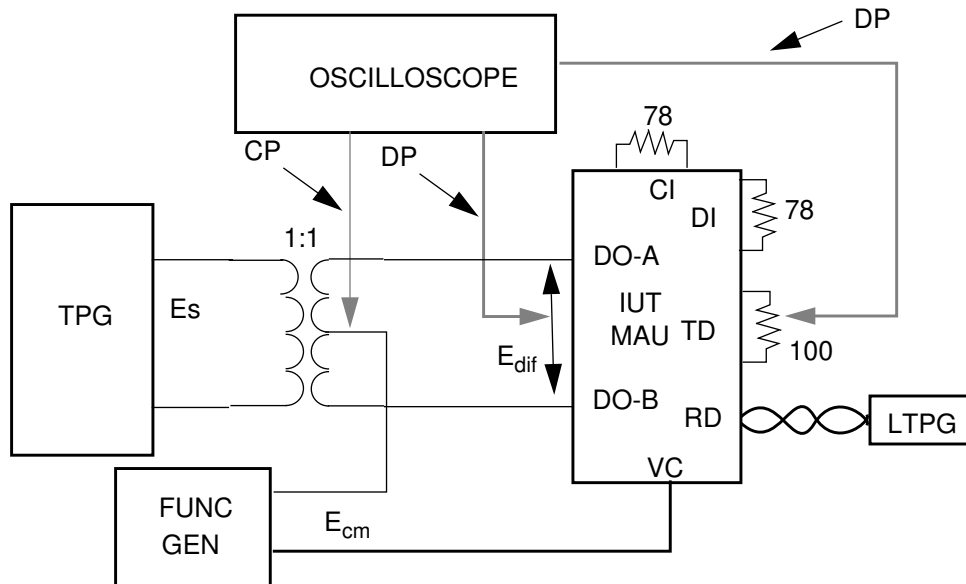 DP
OSCILLOSCOPE
78
CP
DP
CI
DI
78
1:1
DO-A
TPG
Es
IUT
MAU
TD
E_dif
100
DO-B
RD
LTPG
VC
FUNC
GEN
E_cm